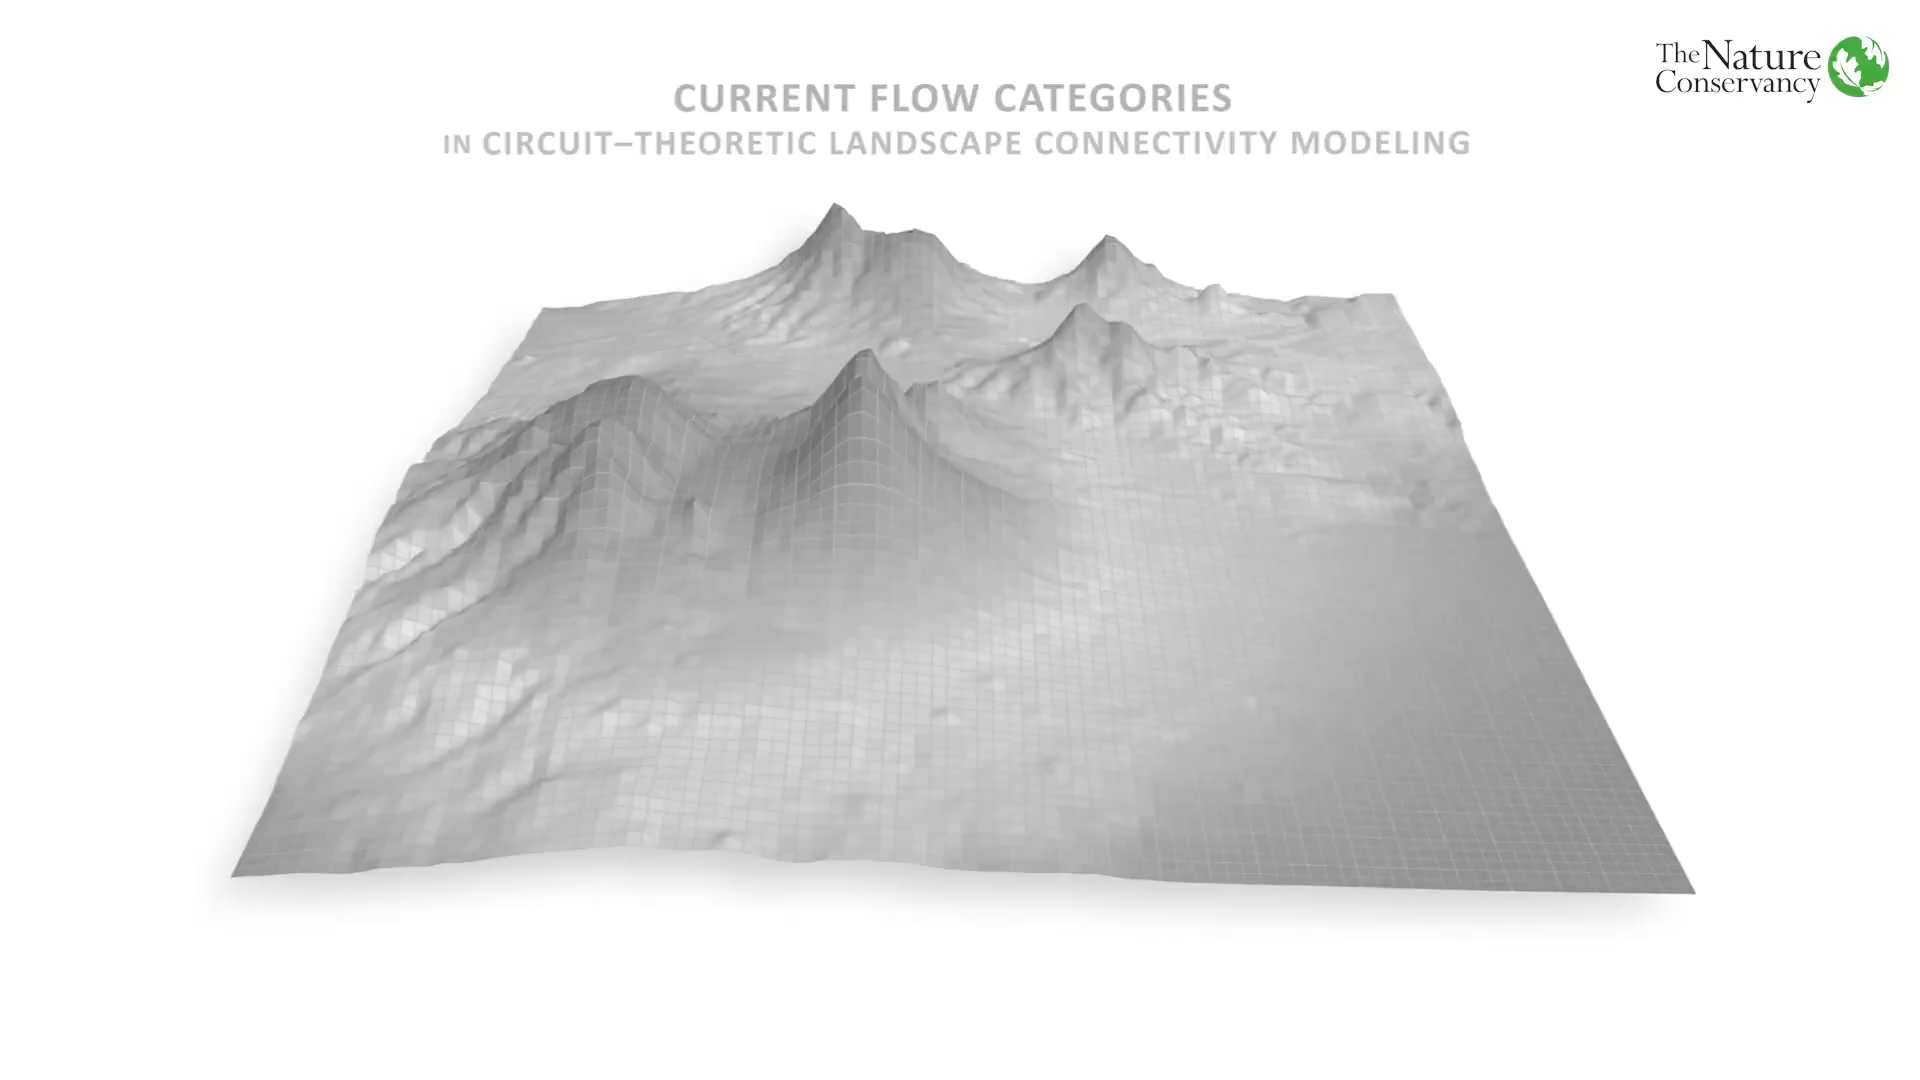 The Nature
Conservancy
CURRENT FLOW CATEGORIES
IN CIRCUIT–THEORETIC LANDSCAPE CONNECTIVITY MODELING